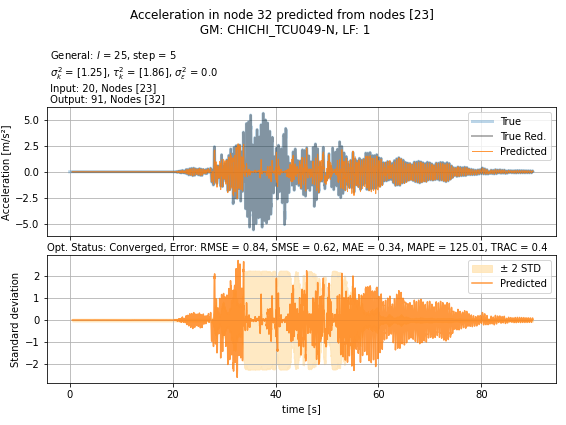 Acceleration in node 32 predicted from nodes [23]
GM: CHICHI_TCU049-N, LF: 1
General: l = 25, step = 5
σ²ₖ = [1.25], τ²ₖ = [1.86], σ²ε = 0.0
Input: 20, Nodes [23]
Output: 91, Nodes [32]
Acceleration [m/s²]
5.0
2.5
0.0
−2.5
−5.0
True
True Red.
Predicted
Opt. Status: Converged, Error: RMSE = 0.84, SMSE = 0.62, MAE = 0.34, MAPE = 125.01, TRAC = 0.4
Standard deviation
2
1
0
−1
−2
± 2 STD
Predicted
0
20
40
60
80
time [s]